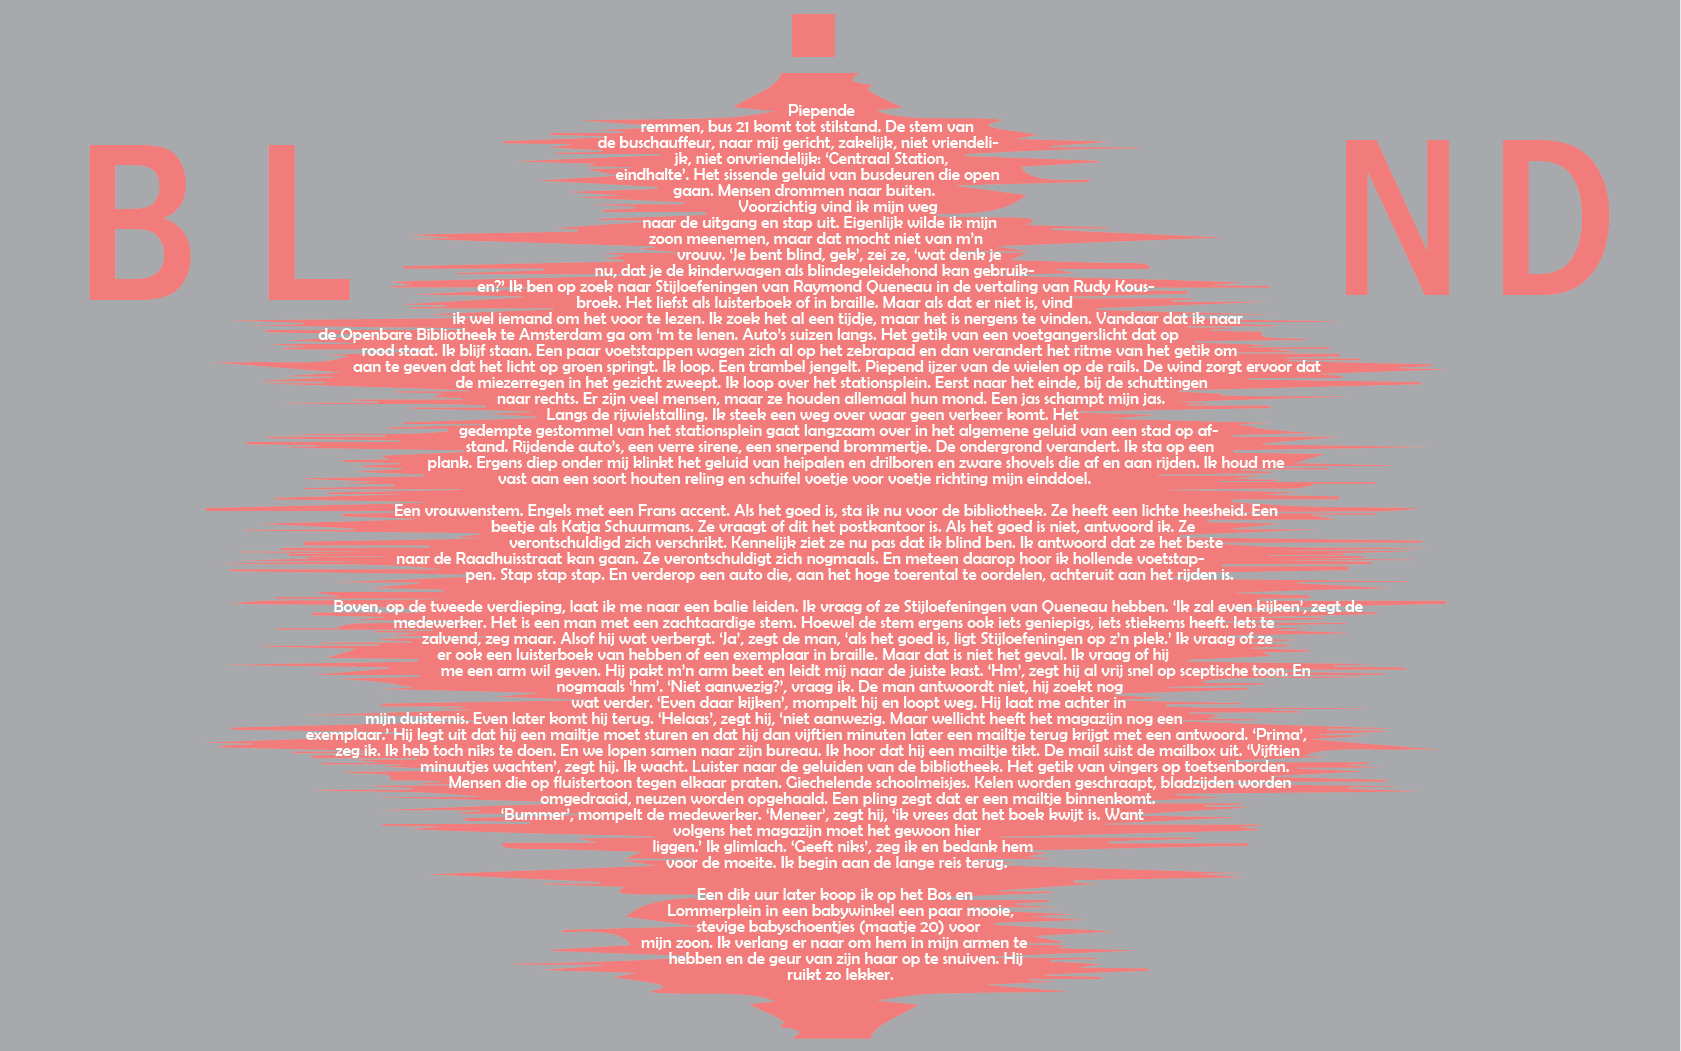 BLIND
Piepende
remmen, bus 21 komt tot stilstand. De stem van
de buschauffeur, naar mij gericht, zakelijk, niet vriendeli-
jk, niet onvriendelijk: ‘Centraal Station,
eindhalte’. Het sissende geluid van busdeuren die open
gaan. Mensen drommen naar buiten.
Voorzichtig vind ik mijn weg
naar de uitgang en stap uit. Eigenlijk wilde ik mijn
zoon meenemen, maar dat mocht niet van m’n
vrouw. ‘Je bent blind, gek’, zei ze, ‘wat denk je
nu, dat je de kinderwagen als blindegeleidehond kan gebruik-
en?’ Ik ben op zoek naar Stijloefeningen van Raymond Queneau in de vertaling van Rudy Kous-
broek. Het liefst als luisterboek of in braille. Maar als dat er niet is, vind
ik wel iemand om het voor te lezen. Ik zoek het al een tijdje, maar het is nergens te vinden. Vandaar dat ik naar
de Openbare Bibliotheek te Amsterdam ga om ‘m te lenen. Auto’s suizen langs. Het getik van een voetgangerslicht dat op
rood staat. Ik blijf staan. Een paar voetstappen wagen zich al op het zebrapad en dan verandert het ritme van het getik om
aan te geven dat het licht op groen springt. Ik loop. Een trambel jengelt. Piepend ijzer van de wielen op de rails. De wind zorgt ervoor dat
de miezerregen in het gezicht zweept. Ik loop over het stationsplein. Eerst naar het einde, bij de schuttingen
naar rechts. Er zijn veel mensen, maar ze houden allemaal hun mond. Een jas schampt mijn jas.
Langs de rijwielstalling. Ik steek een weg over waar geen verkeer komt. Het
gedempte gestommel van het stationsplein gaat langzaam over in het algemene geluid van een stad op af-
stand. Rijdende auto’s, een verre sirene, een snerpend brommertje. De ondergrond verandert. Ik sta op een
plank. Ergens diep onder mij klinkt het geluid van heipalen en drilboren en zware shovels die af en aan rijden. Ik houd me
vast aan een soort houten reling en schuifel voetje voor voetje richting mijn einddoel.
Een vrouwenstem. Engels met een Frans accent. Als het goed is, sta ik nu voor de bibliotheek. Ze heeft een lichte heesheid. Een
beetje als Katja Schuurmans. Ze vraagt of dit het postkantoor is. Als het goed is niet, antwoord ik. Ze
verontschuldigd zich verschrikt. Kennelijk ziet ze nu pas dat ik blind ben. Ik antwoord dat ze het beste
naar de Raadhuisstraat kan gaan. Ze verontschuldigt zich nogmaals. En meteen daarop hoor ik hollende voetstap-
pen. Stap stap stap. En verderop een auto die, aan het hoge toerental te oordelen, achteruit aan het rijden is.
Boven, op de tweede verdieping, laat ik me naar een balie leiden. Ik vraag of ze Stijloefeningen van Queneau hebben. ‘Ik zal even kijken’, zegt de
medewerker. Het is een man met een zachtaardige stem. Hoewel de stem ergens ook iets geniepigs, iets stiekems heeft. Iets te
zalvend, zeg maar. Alsof hij wat verbergt. ‘Ja’, zegt de man, ‘als het goed is, ligt Stijloefeningen op z’n plek.’ Ik vraag of ze
er ook een luisterboek van hebben of een exemplaar in braille. Maar dat is niet het geval. Ik vraag of hij
me een arm wil geven. Hij pakt m’n arm beet en leidt mij naar de juiste kast. ‘Hm’, zegt hij al vrij snel op sceptische toon. En
nogmaals ‘hm’. ‘Niet aanwezig?’, vraag ik. De man antwoordt niet, hij zoekt nog
wat verder. ‘Even daar kijken’, mompelt hij en loopt weg. Hij laat me achter in
mijn duisternis. Even later komt hij terug. ‘Helaas’, zegt hij, ‘niet aanwezig. Maar wellicht heeft het magazijn nog een
exemplaar.’ Hij legt uit dat hij een mailtje moet sturen en dat hij dan vijftien minuten later een mailtje terug krijgt met een antwoord. ‘Prima’,
zeg ik. Ik heb toch niks te doen. En we lopen samen naar zijn bureau. Ik hoor dat hij een mailtje tikt. De mail suist de mailbox uit. ‘Vijftien
minuutjes wachten’, zegt hij. Ik wacht. Luister naar de geluiden van de bibliotheek. Het getik van vingers op toetsenborden.
Mensen die op fluistertoon tegen elkaar praten. Giechelende schoolmeisjes. Kelen worden geschraapt, bladzijden worden
omgedraaid, neuzen worden opgehaald. Een pling zegt dat er een mailtje binnenkomt.
‘Bummer’, mompelt de medewerker. ‘Meneer’, zegt hij, ‘ik vrees dat het boek kwijt is. Want
volgens het magazijn moet het gewoon hier
liggen.’ Ik glimlach. ‘Geeft niks’, zeg ik en bedank hem
voor de moeite. Ik begin aan de lange reis terug.
Een dik uur later koop ik op het Bos en
Lommerplein in een babywinkel een paar mooie,
stevige babyschoentjes (maatje 20) voor
mijn zoon. Ik verlang er naar om hem in mijn armen te
hebben en de geur van zijn haar op te snuiven. Hij
ruikt zo lekker.